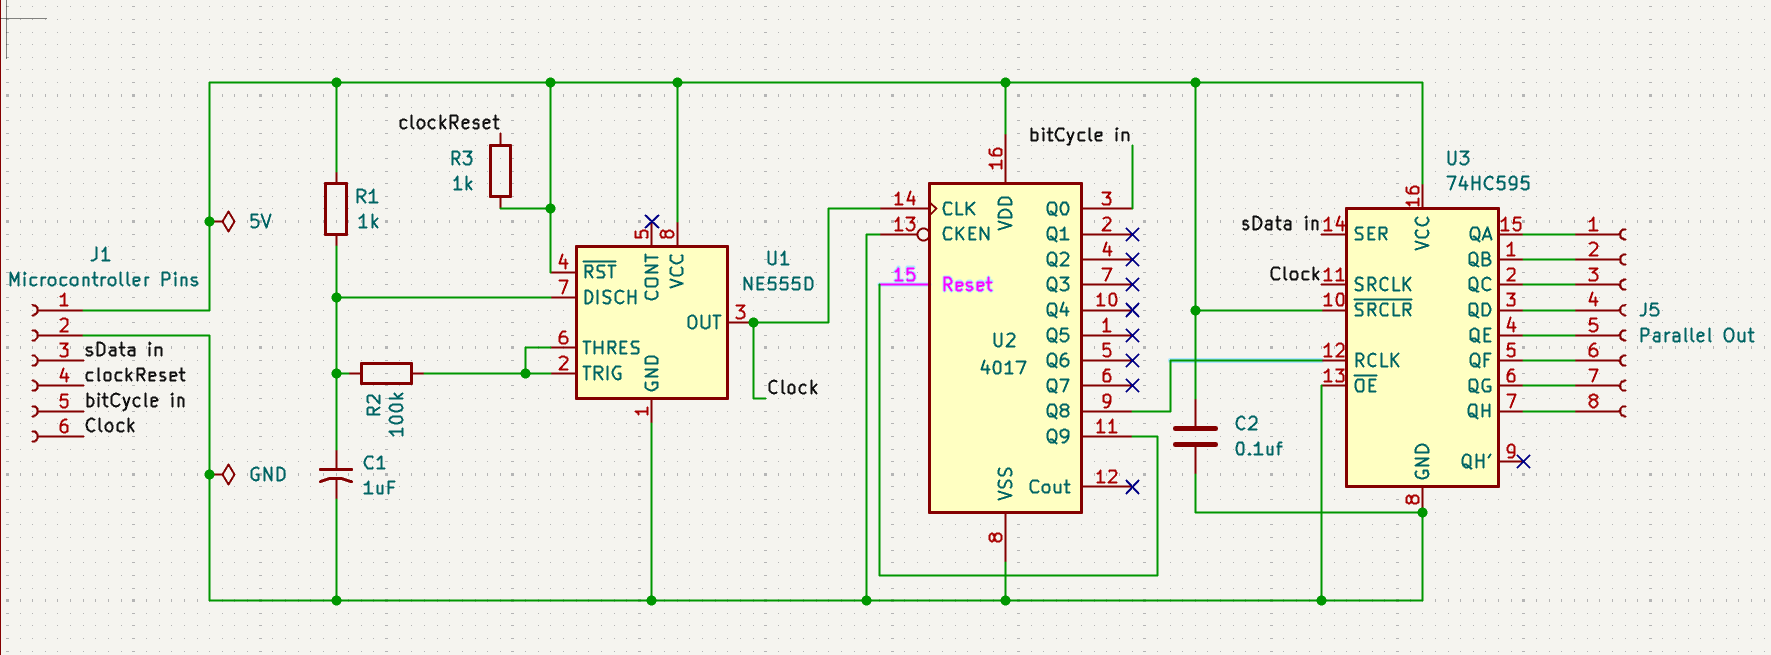 J1
Microcontroller Pins
1
2
3 sData in
4 clockReset
5 bitCycle in
6 Clock
5V
GND
R1
1k
R2
100k
C1
1uF
clockReset
R3
1k
U1
NE555D
4 RST
7 DISCH
6 THRES
2 TRIG
5 CONT
8 VCC
OUT 3
GND 1
Clock
bitCycle in
U2
4017
16 VDD
14 CLK
13 CKEN
15 Reset
Q0 3
Q1 2
Q2 4
Q3 7
Q4 10
Q5 1
Q6 5
Q7 6
Q8 9
Q9 11
Cout 12
VSS 8
C2
0.1uf
U3
74HC595
16 VCC
sData in 14 SER
Clock 11 SRCLK
10 SRCLR
12 RCLK
13 OE
QA 15 1
QB 1 2
QC 2 3
QD 3 4
QE 4 5
QF 5 6
QG 6 7
QH 7 8
QH' 9
GND 8
J5
Parallel Out